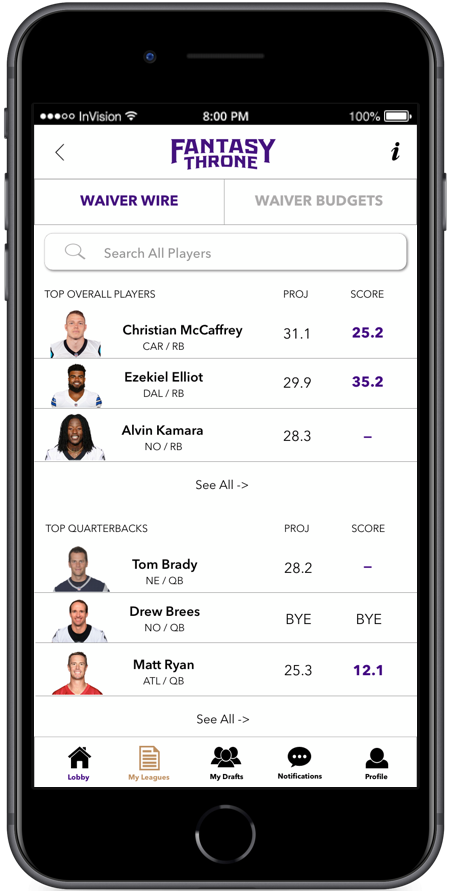 ●●●○○ InVision 8:00 PM 100%
FANTASY
THRONE
i
WAIVER WIRE WAIVER BUDGETS
Search All Players
TOP OVERALL PLAYERS PROJ SCORE
Christian McCaffrey 31.1 25.2
CAR / RB
Ezekiel Elliot 29.9 35.2
DAL / RB
Alvin Kamara 28.3 –
NO / RB
See All ->
TOP QUARTERBACKS PROJ SCORE
Tom Brady 28.2 –
NE / QB
Drew Brees BYE BYE
NO / QB
Matt Ryan 25.3 12.1
ATL / QB
See All ->
Lobby My Leagues My Drafts Notifications Profile